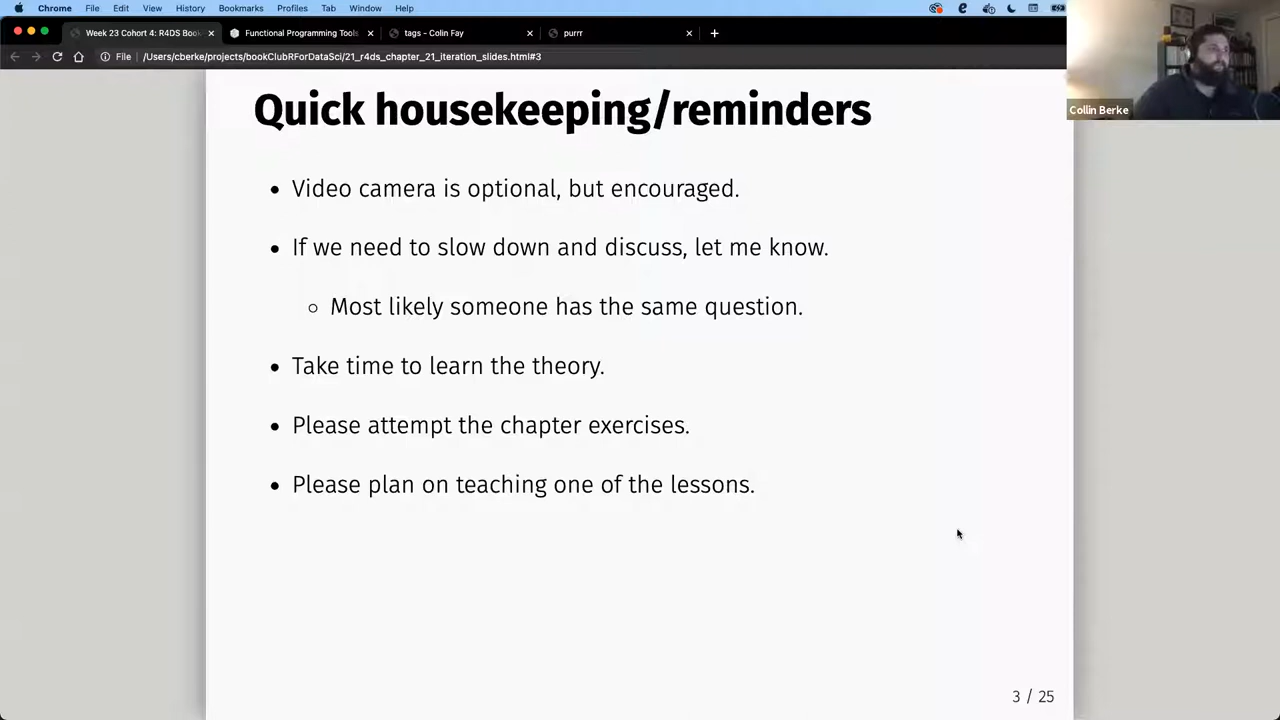 Chrome File Edit View History Bookmarks Profiles Tab Window Help
Week 23 Cohort 4: R4DS Book Functional Programming Tools tags - Colin Fay purrr
File /Users/cberke/projects/bookClubRForDataSci/21_r4ds_chapter_21_iteration_slides.html#3
Collin Berke
Quick housekeeping/reminders
Video camera is optional, but encouraged.
If we need to slow down and discuss, let me know.
Most likely someone has the same question.
Take time to learn the theory.
Please attempt the chapter exercises.
Please plan on teaching one of the lessons.
3 / 25